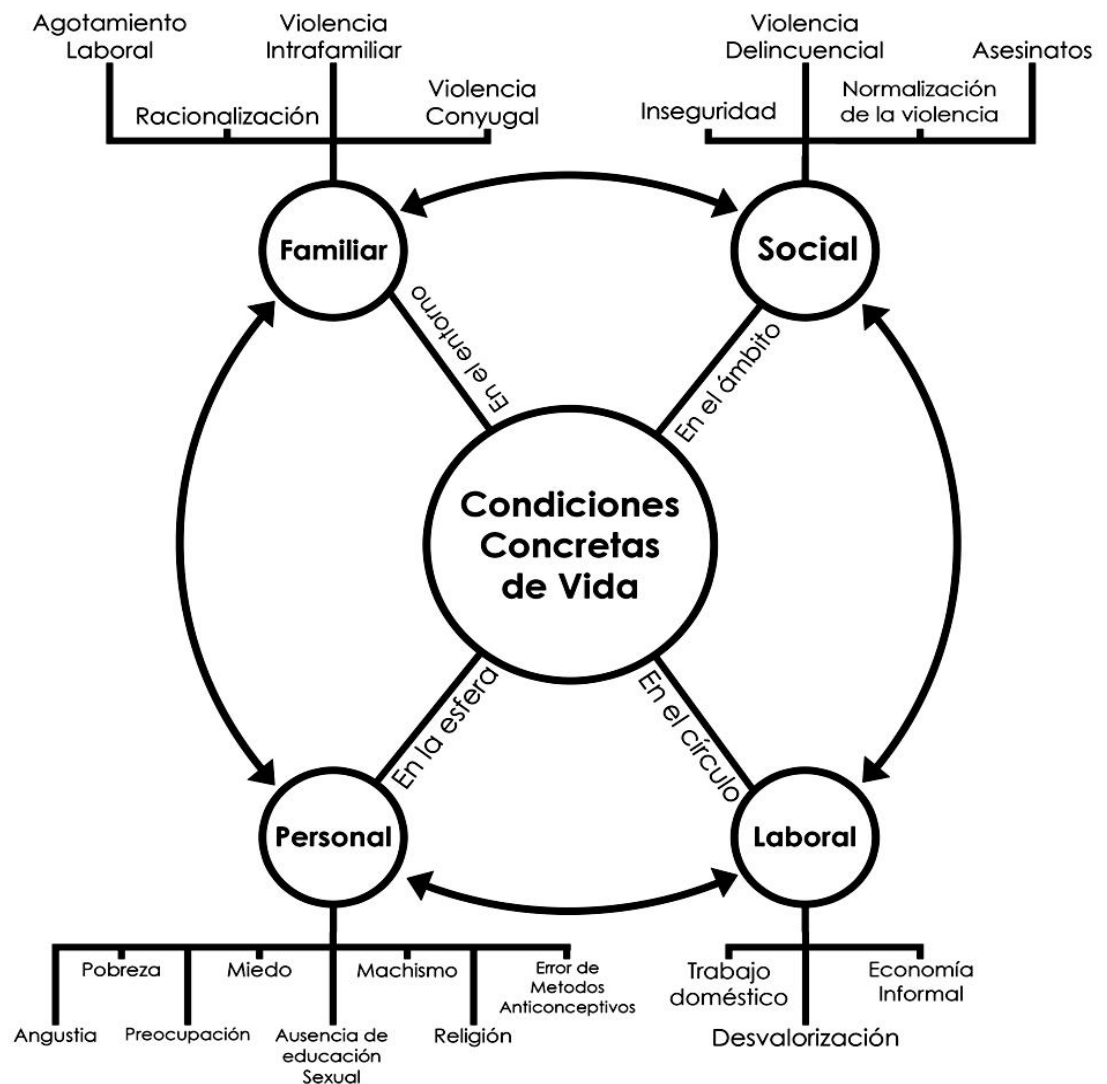 Agotamiento
Laboral
Racionalización
Violencia
Intrafamiliar
Violencia
Conyugal
Inseguridad
Violencia
Delincuencial
Normalización
de la violencia
Asesinatos
Familiar
Social
En el entorno
En el ámbito
Condiciones
Concretas
de Vida
En la esfera
En el círculo
Personal
Laboral
Angustia
Pobreza
Preocupación
Miedo
Ausencia de
educación
Sexual
Machismo
Religión
Error de
Metodos
Anticonceptivos
Trabajo
doméstico
Desvalorización
Economía
Informal